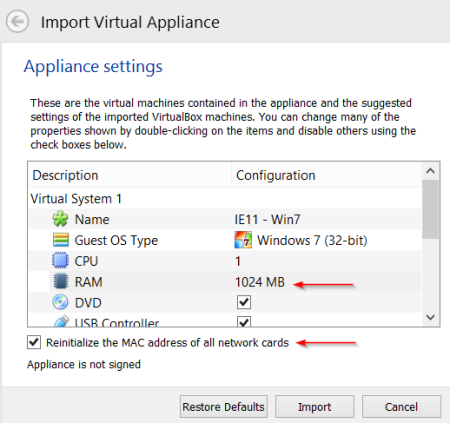 Import Virtual Appliance
Appliance settings
These are the virtual machines contained in the appliance and the suggested
settings of the imported VirtualBox machines. You can change many of the
properties shown by double-clicking on the items and disable others using the
check boxes below.
Description Configuration
Virtual System 1
Name IE11 - Win7
Guest OS Type Windows 7 (32-bit)
CPU 1
RAM 1024 MB
DVD
USB Controller
Reinitialize the MAC address of all network cards
Appliance is not signed
Restore Defaults Import Cancel